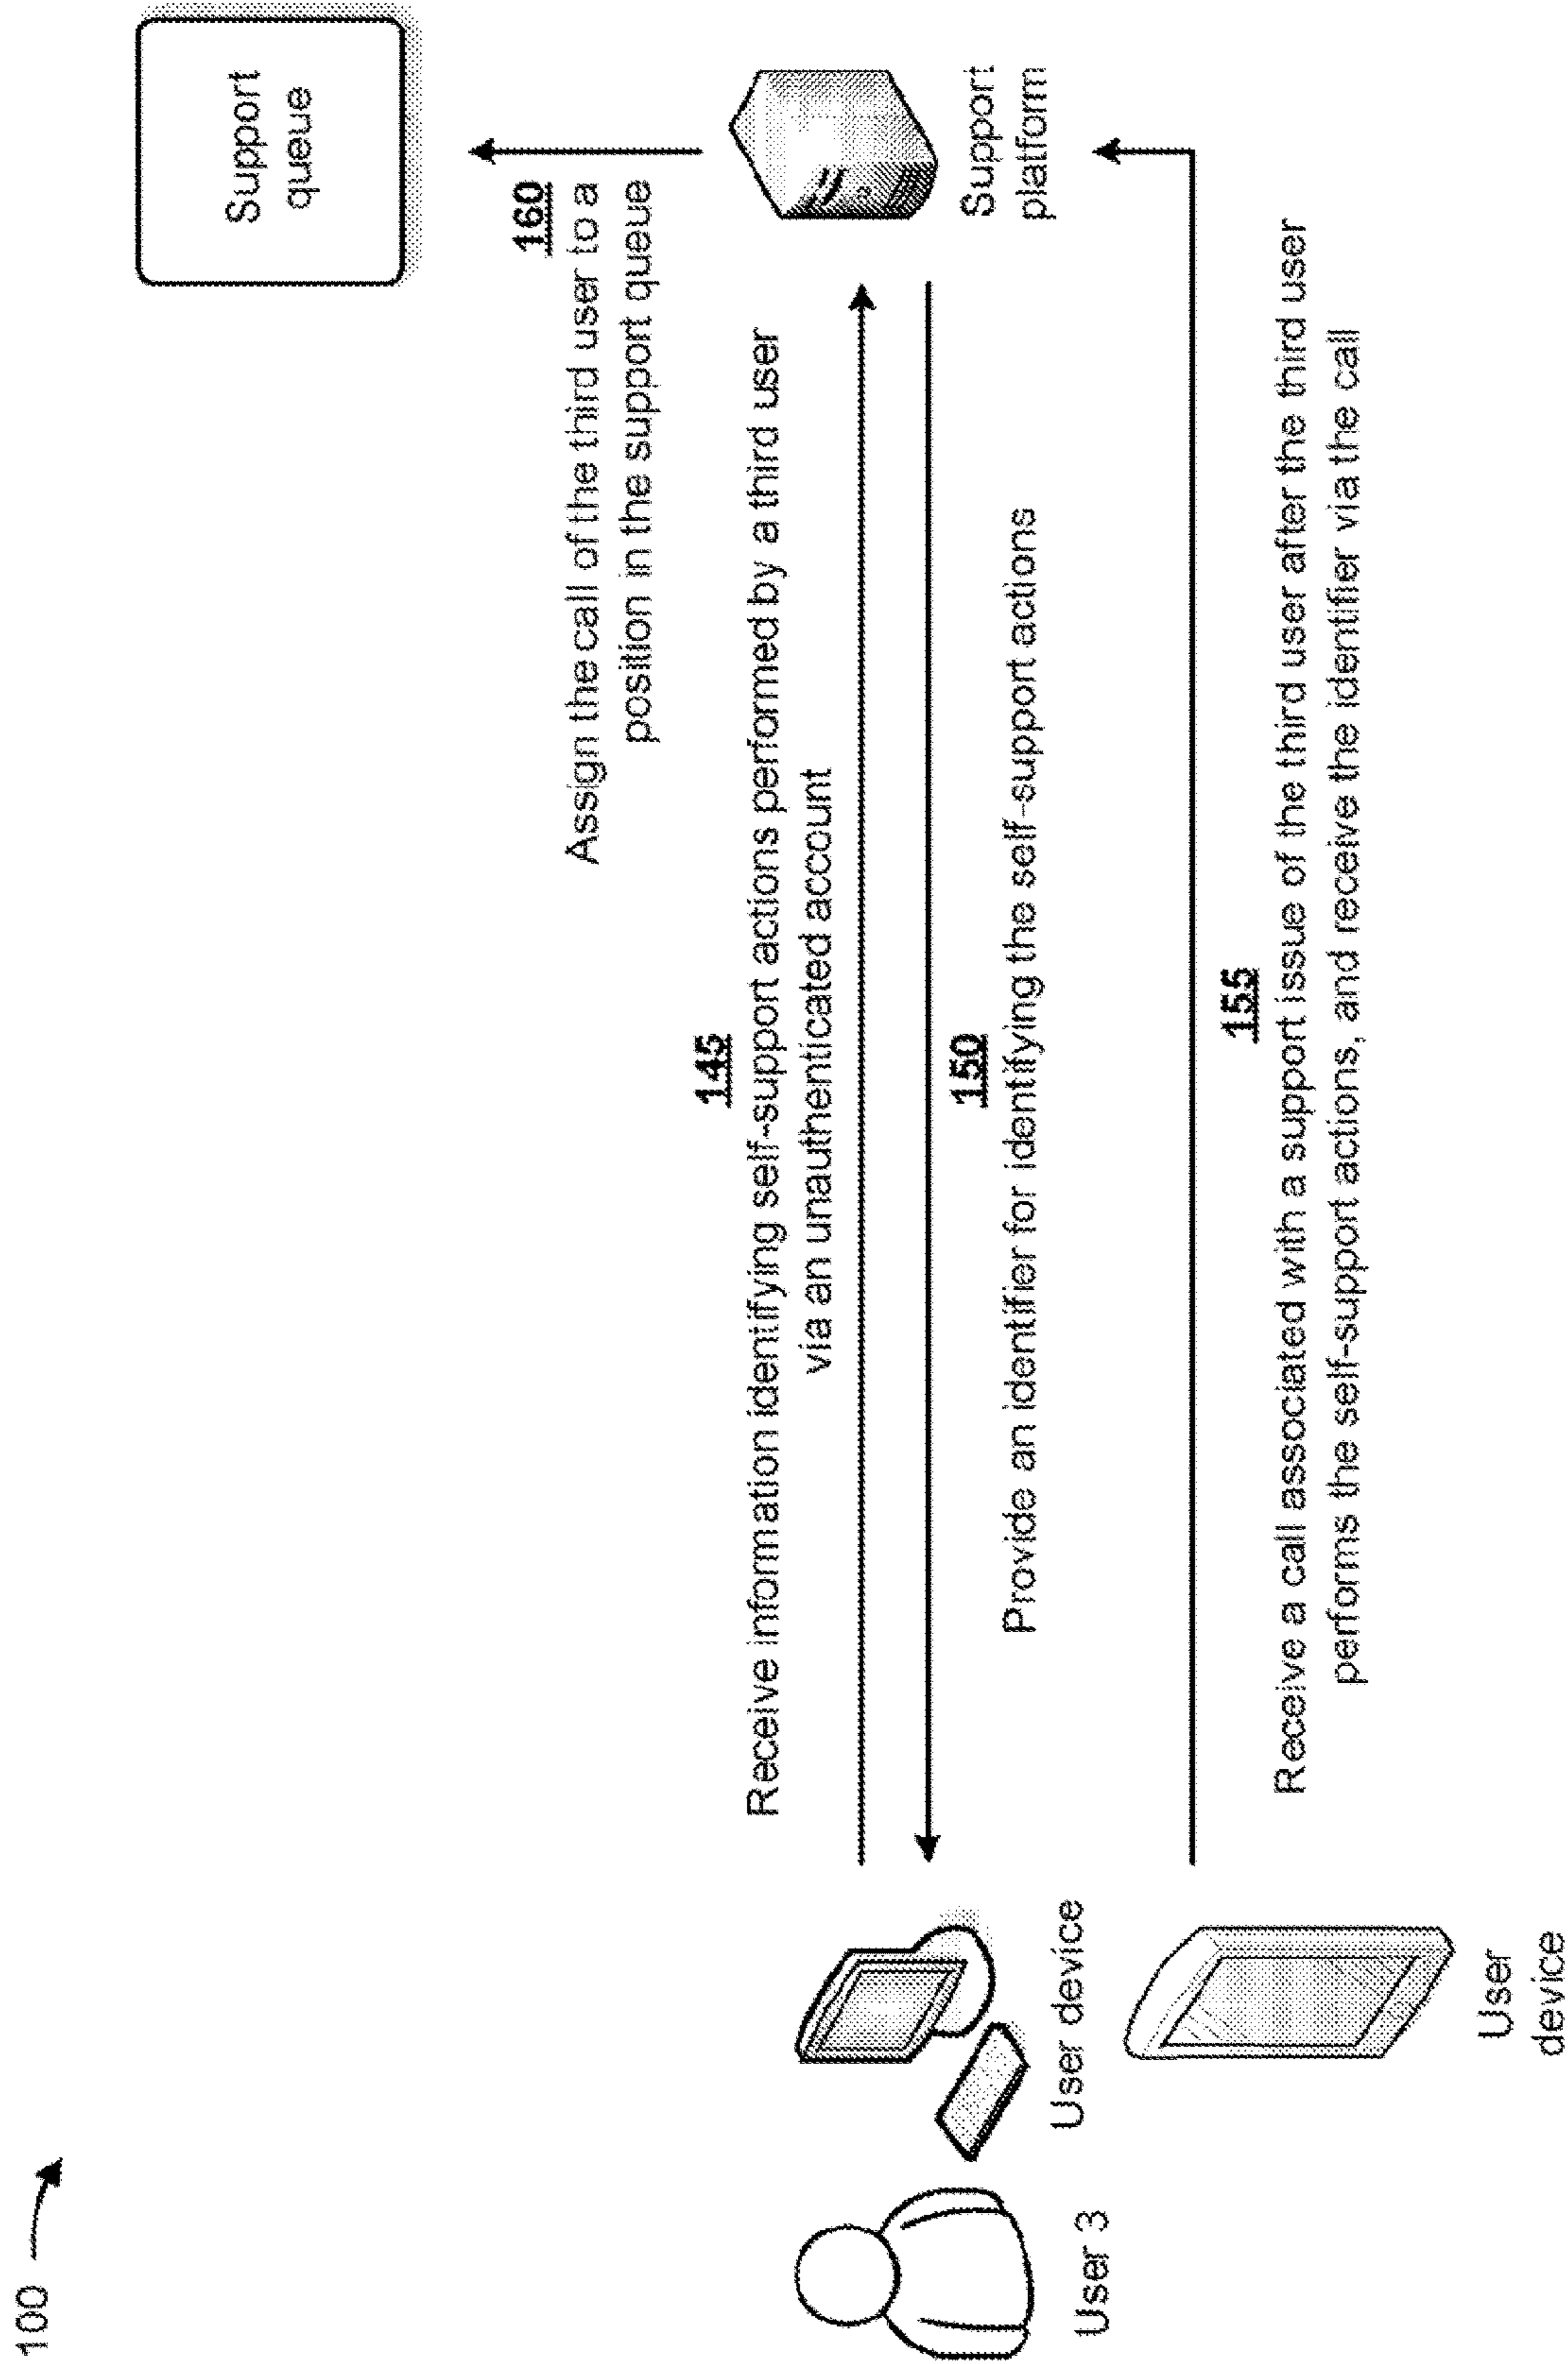 100
Support
queue
160
Assign the call of the third user to a
position in the support queue
145
Receive information identifying self-support actions performed by a third user
via an unauthenticated account
150
Provide an identifier for identifying the self-support actions
Support
platform
155
Receive a call associated with a support issue of the third user after the third user
performs the self-support actions, and receive the identifier via the call
User 3
User device
User
device